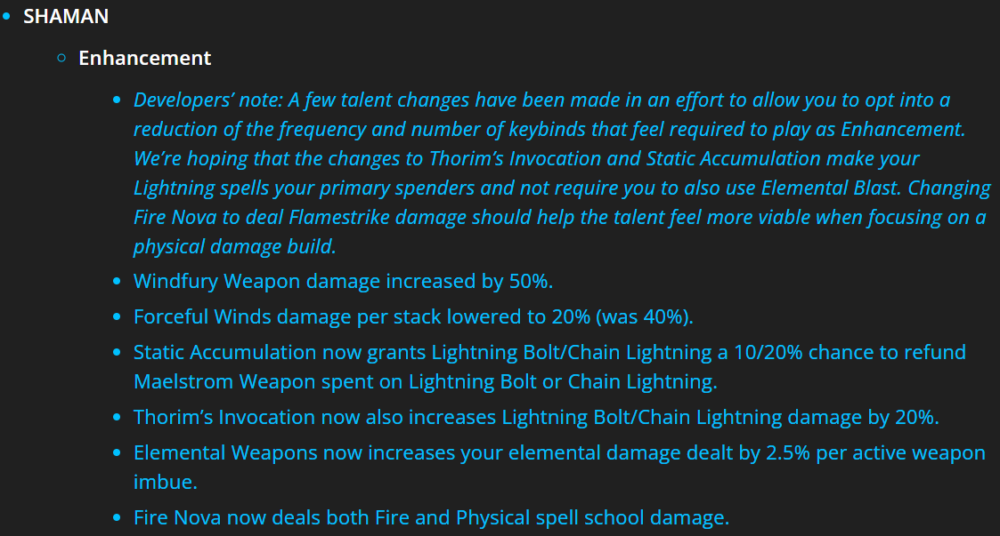 SHAMAN
Enhancement
Developers’ note: A few talent changes have been made in an effort to allow you to opt into a
reduction of the frequency and number of keybinds that feel required to play as Enhancement.
We’re hoping that the changes to Thorim’s Invocation and Static Accumulation make your
Lightning spells your primary spenders and not require you to also use Elemental Blast. Changing
Fire Nova to deal Flamestrike damage should help the talent feel more viable when focusing on a
physical damage build.
Windfury Weapon damage increased by 50%.
Forceful Winds damage per stack lowered to 20% (was 40%).
Static Accumulation now grants Lightning Bolt/Chain Lightning a 10/20% chance to refund
Maelstrom Weapon spent on Lightning Bolt or Chain Lightning.
Thorim’s Invocation now also increases Lightning Bolt/Chain Lightning damage by 20%.
Elemental Weapons now increases your elemental damage dealt by 2.5% per active weapon
imbue.
Fire Nova now deals both Fire and Physical spell school damage.